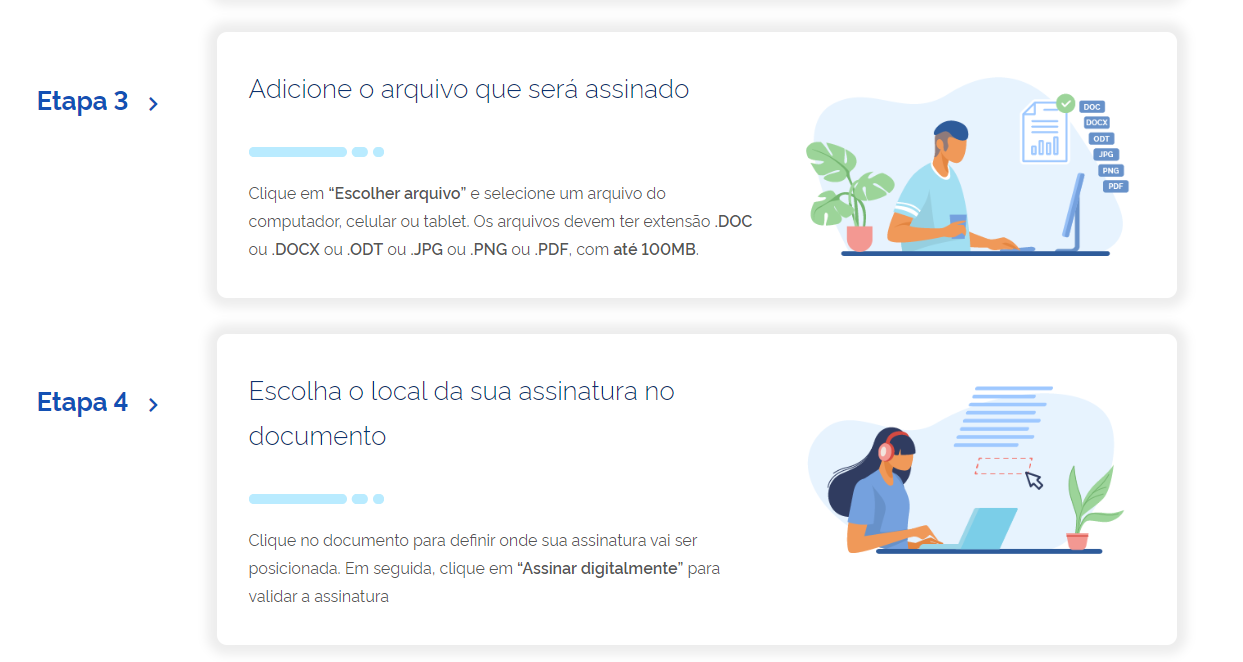 Etapa 3
Adicione o arquivo que será assinado
Clique em “Escolher arquivo” e selecione um arquivo do
computador, celular ou tablet. Os arquivos devem ter extensão .DOC
ou .DOCX ou .ODT ou .JPG ou .PNG ou .PDF, com até 100MB.
DOC
DOCX
ODT
JPG
PNG
PDF
Etapa 4
Escolha o local da sua assinatura no
documento
Clique no documento para definir onde sua assinatura vai ser
posicionada. Em seguida, clique em “Assinar digitalmente” para
validar a assinatura